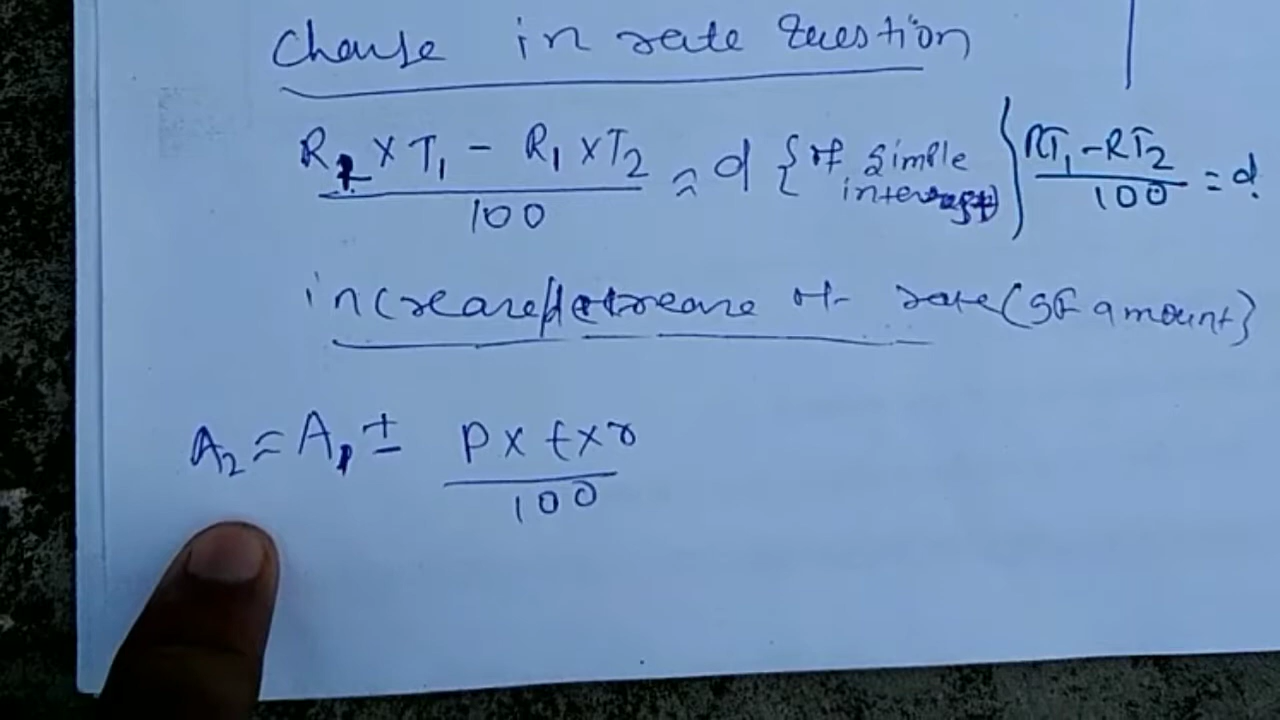 Change in rate Question
R₂ × T₁ - R₁ × T₂ / 100 = d {If Simple interest} RT₁ - RT₂ / 100 = d
increase/decrease of rate (If amount)
A₂ = A₁ ± P × t × r / 100